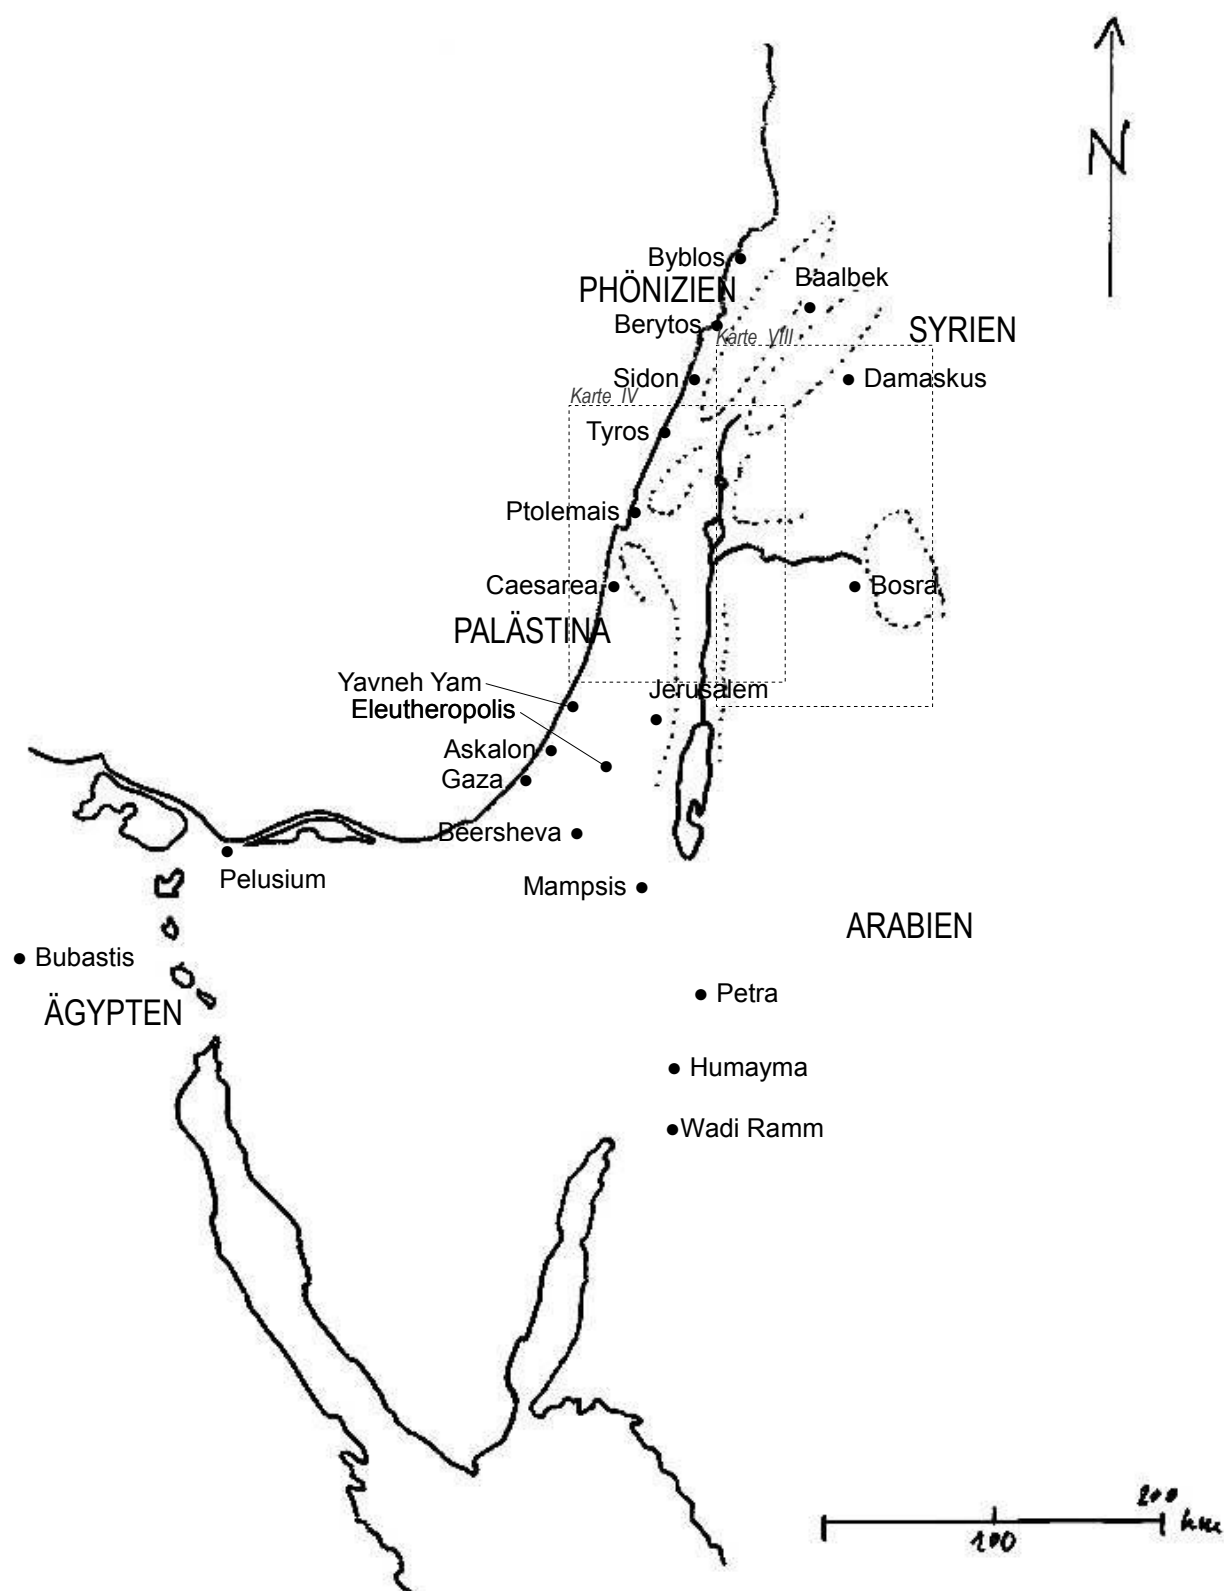 N
Byblos
Baalbek
PHÖNIZIEN
Berytos
SYRIEN
Karte VIII
Sidon
Damaskus
Karte IV
Tyros
Ptolemais
Caesarea
Bosra
PALÄSTINA
Yavneh Yam
Jerusalem
Eleutheropolis
Askalon
Gaza
Beersheva
Pelusium
Mampsis
ARABIEN
Bubastis
Petra
ÄGYPTEN
Humayma
Wadi Ramm
200
km
100